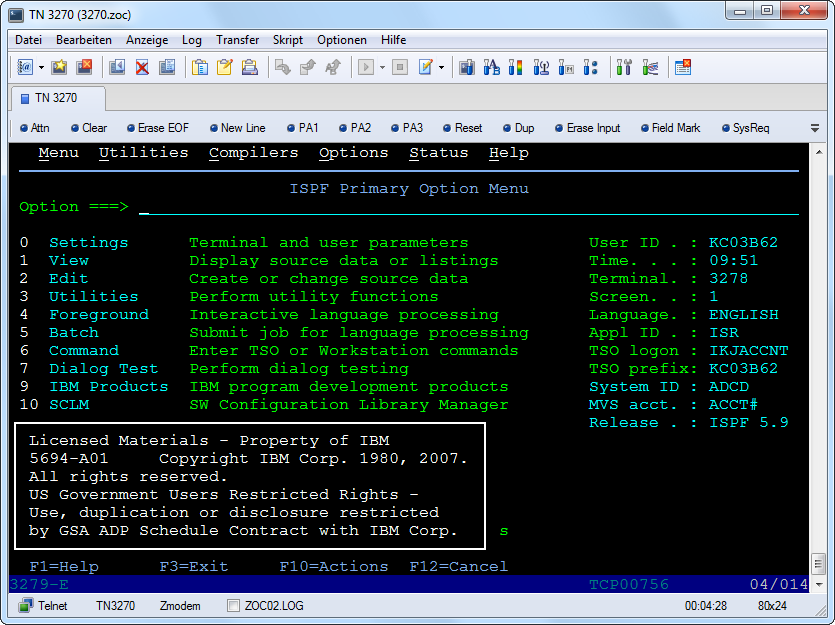 TN 3270 (3270.zoc)
Datei Bearbeiten Anzeige Log Transfer Skript Optionen Hilfe
TN 3270
Attn Clear Erase EOF New Line PA1 PA2 PA3 Reset Dup Erase Input Field Mark SysReq
Menu Utilities Compilers Options Status Help
ISPF Primary Option Menu
Option ===> _
0 Settings Terminal and user parameters User ID . : KC03B62
1 View Display source data or listings Time. . . : 09:51
2 Edit Create or change source data Terminal. : 3278
3 Utilities Perform utility functions Screen. . : 1
4 Foreground Interactive language processing Language. : ENGLISH
5 Batch Submit job for language processing Appl ID . : ISR
6 Command Enter TSO or Workstation commands TSO logon : IKJACCNT
7 Dialog Test Perform dialog testing TSO prefix: KC03B62
9 IBM Products IBM program development products System ID : ADCD
10 SCLM SW Configuration Library Manager MVS acct. : ACCT#
Release . : ISPF 5.9
Licensed Materials - Property of IBM
5694-A01 Copyright IBM Corp. 1980, 2007.
All rights reserved.
US Government Users Restricted Rights -
Use, duplication or disclosure restricted
by GSA ADP Schedule Contract with IBM Corp. s
F1=Help F3=Exit F10=Actions F12=Cancel
3279-E TCP00756 04/014
Telnet TN3270 Zmodem ZOC02.LOG 00:04:28 80x24